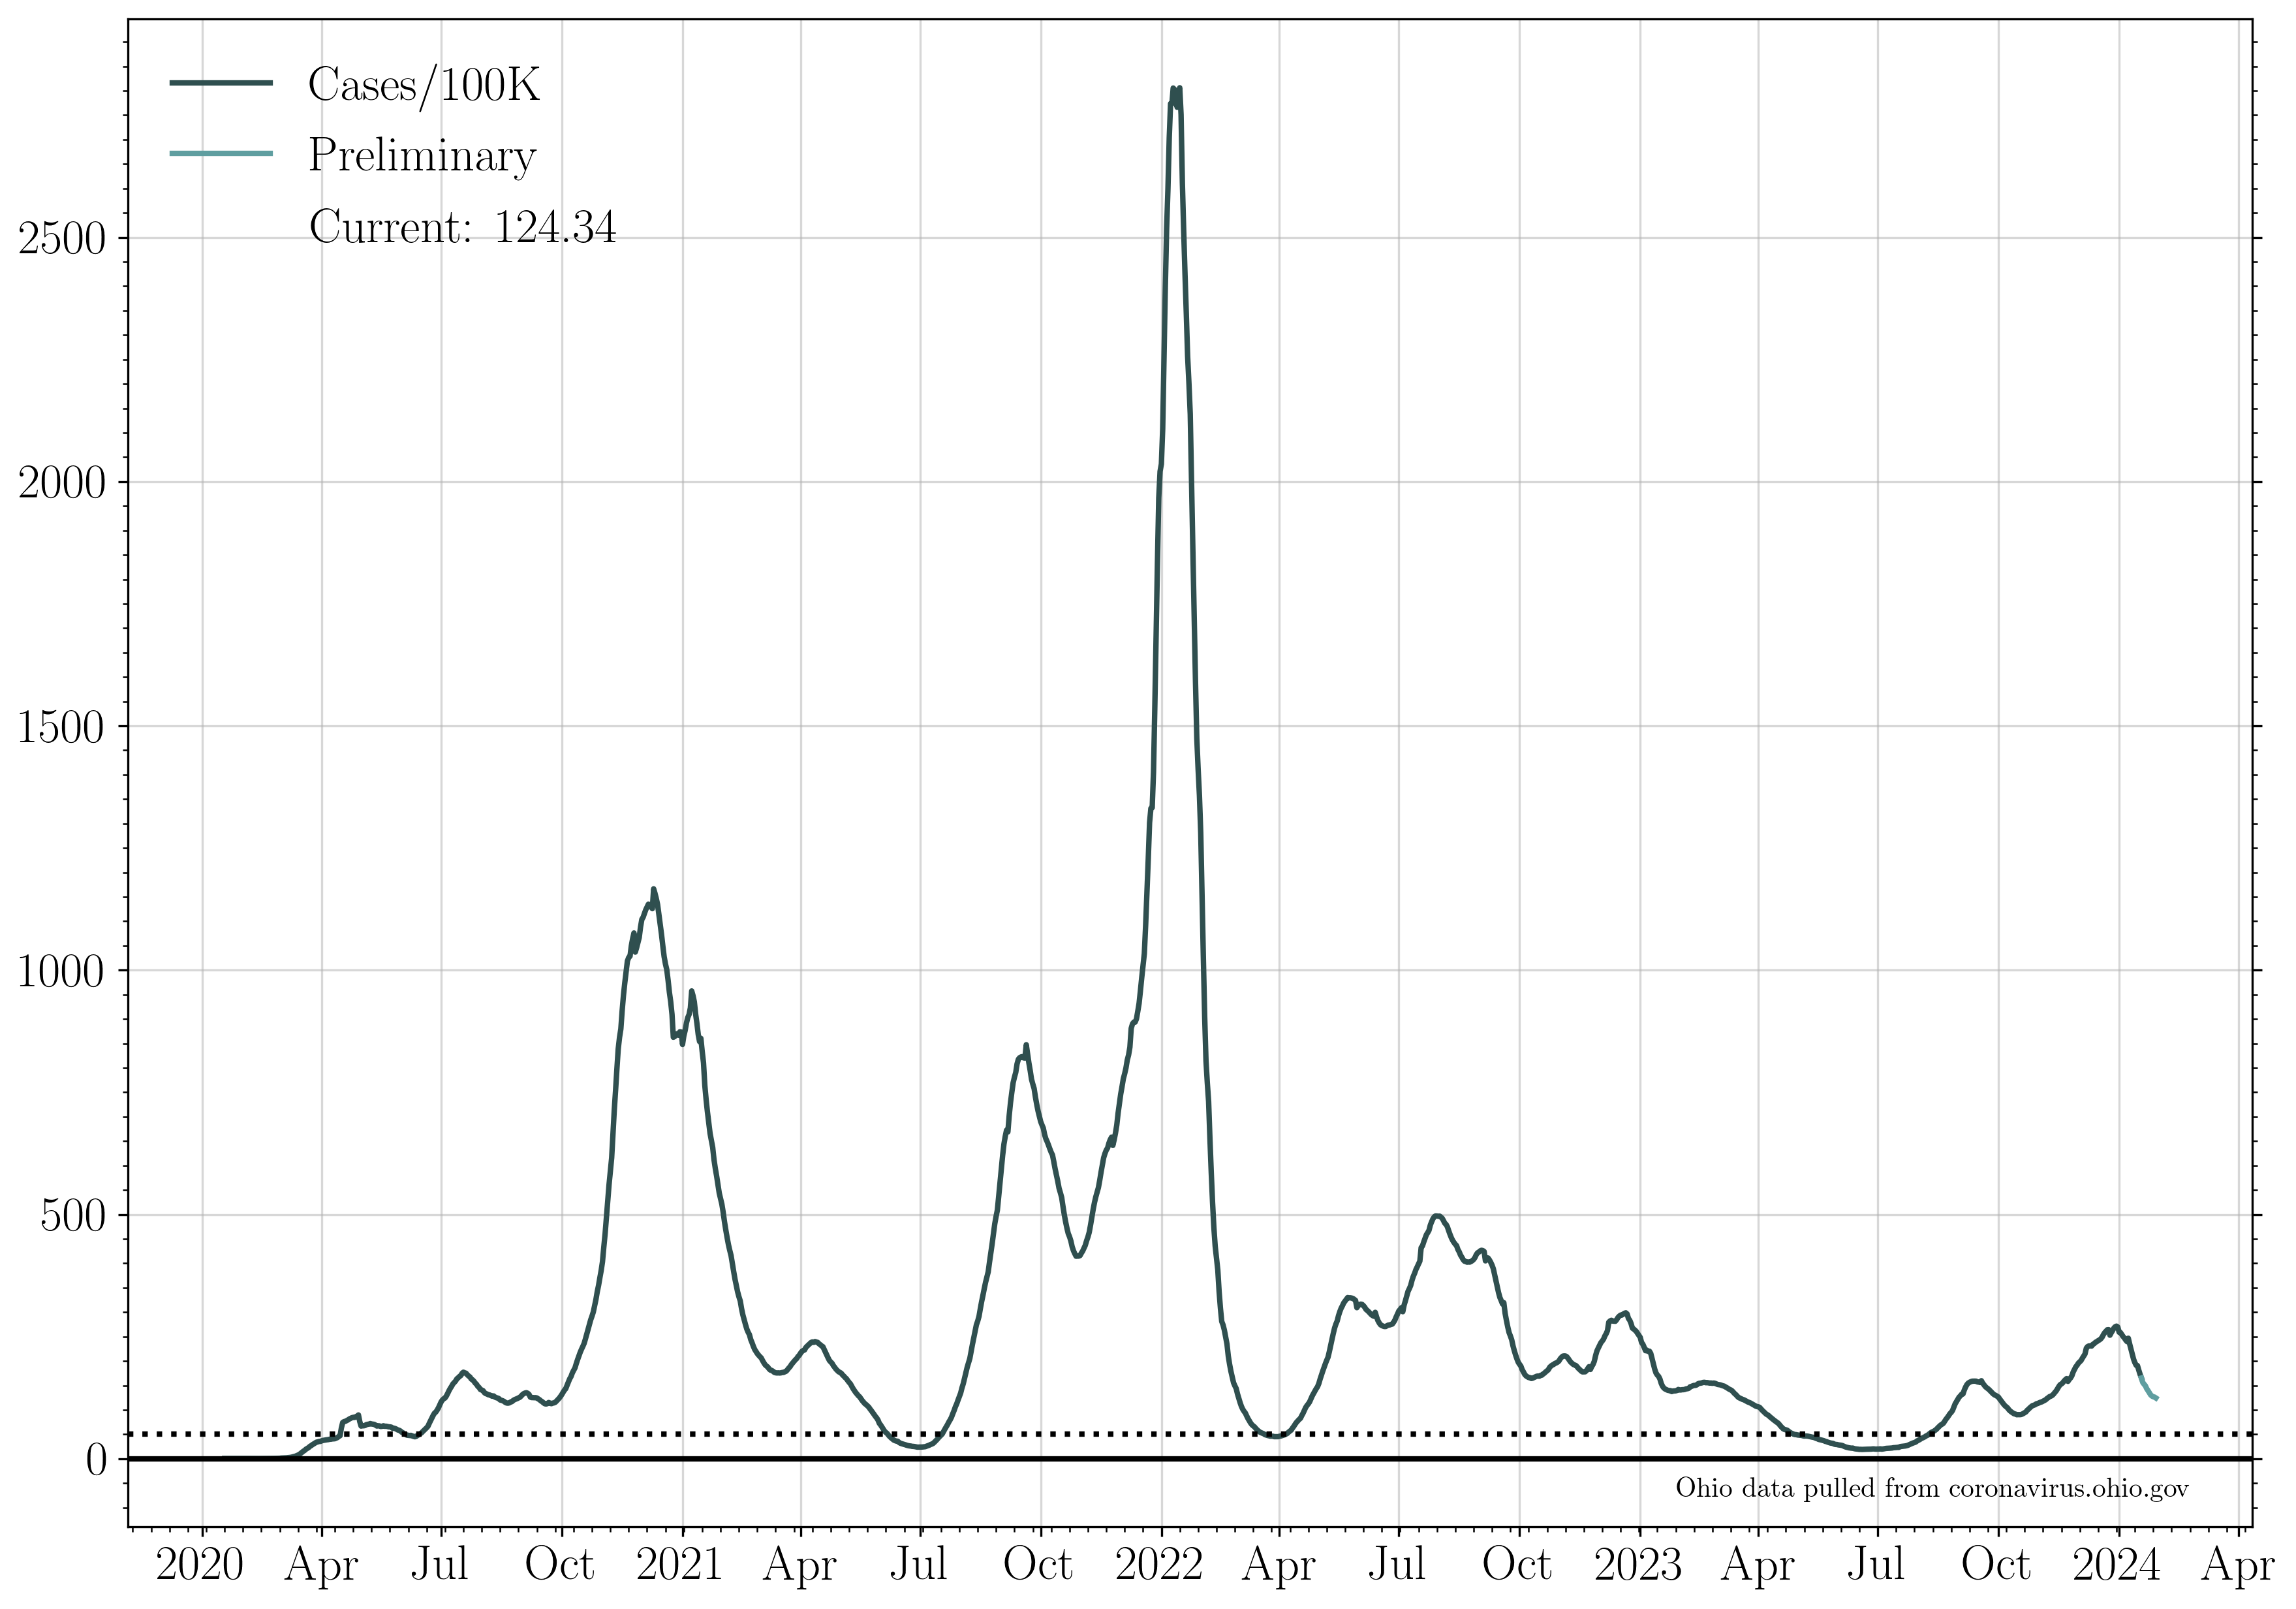 Cases/100K
Preliminary
Current: 124.34
2500
2000
1500
1000
500
0
Ohio data pulled from coronavirus.ohio.gov
2020 Apr Jul Oct 2021 Apr Jul Oct 2022 Apr Jul Oct 2023 Apr Jul Oct 2024 Apr